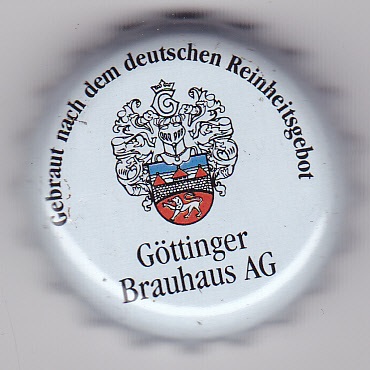 Gebraut nach dem deutschen Reinheitsgebot
G
Göttinger
Brauhaus AG